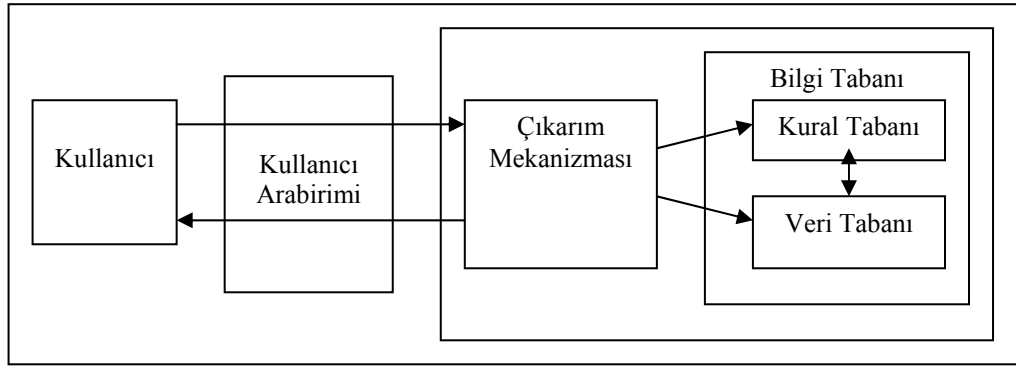 Kullanıcı
Kullanıcı
Arabirimi
Çıkarım
Mekanizması
Bilgi Tabanı
Kural Tabanı
Veri Tabanı